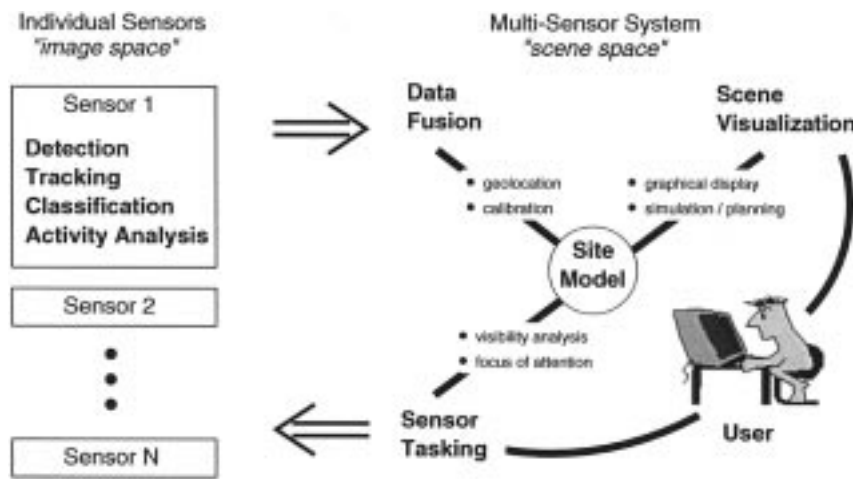 Individual Sensors
"image space"
Sensor 1
Detection
Tracking
Classification
Activity Analysis
Sensor 2
Sensor N
Multi-Sensor System
"scene space"
Data
Fusion
Scene
Visualization
• geolocation
• calibration
• graphical display
• simulation / planning
Site
Model
• visibility analysis
• focus of attention
Sensor
Tasking
User